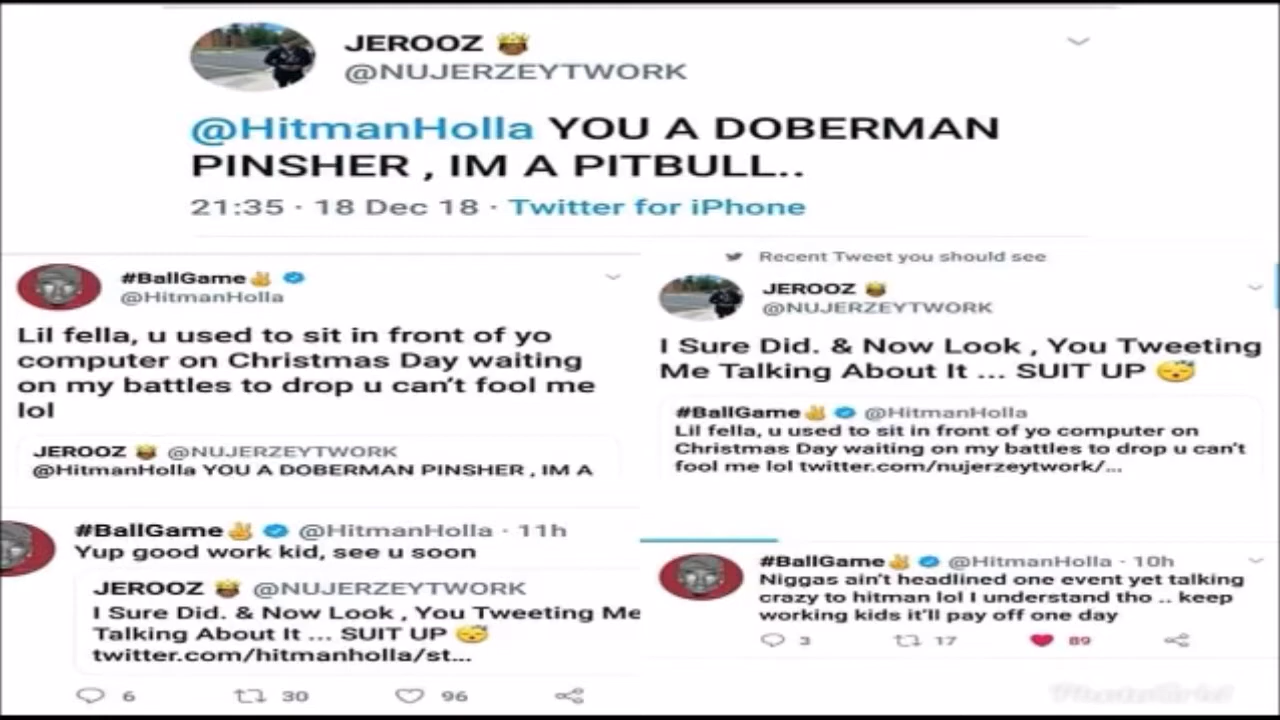 JEROOZ
@NUJERZEYTWORK
@HitmanHolla YOU A DOBERMAN
PINSHER , IM A PITBULL..
21:35 · 18 Dec 18 · Twitter for iPhone
#BallGame✌
@HitmanHolla
Lil fella, u used to sit in front of yo
computer on Christmas Day waiting
on my battles to drop u can't fool me
lol
JEROOZ @NUJERZEYTWORK
@HitmanHolla YOU A DOBERMAN PINSHER , IM A
#BallGame✌ @HitmanHolla · 11h
Yup good work kid, see u soon
JEROOZ @NUJERZEYTWORK
I Sure Did. & Now Look , You Tweeting Me
Talking About It ... SUIT UP 😴
twitter.com/hitmanholla/st...
6 30 96
Recent Tweet you should see
JEROOZ
@NUJERZEYTWORK
I Sure Did. & Now Look , You Tweeting
Me Talking About It ... SUIT UP 😴
#BallGame✌ @HitmanHolla
Lil fella, u used to sit in front of yo computer on
Christmas Day waiting on my battles to drop u can't
fool me lol twitter.com/nujerzeytwork/...
#BallGame✌ @HitmanHolla · 10h
Niggas ain't headlined one event yet talking
crazy to hitman lol I understand tho .. keep
working kids it'll pay off one day
3 17 89